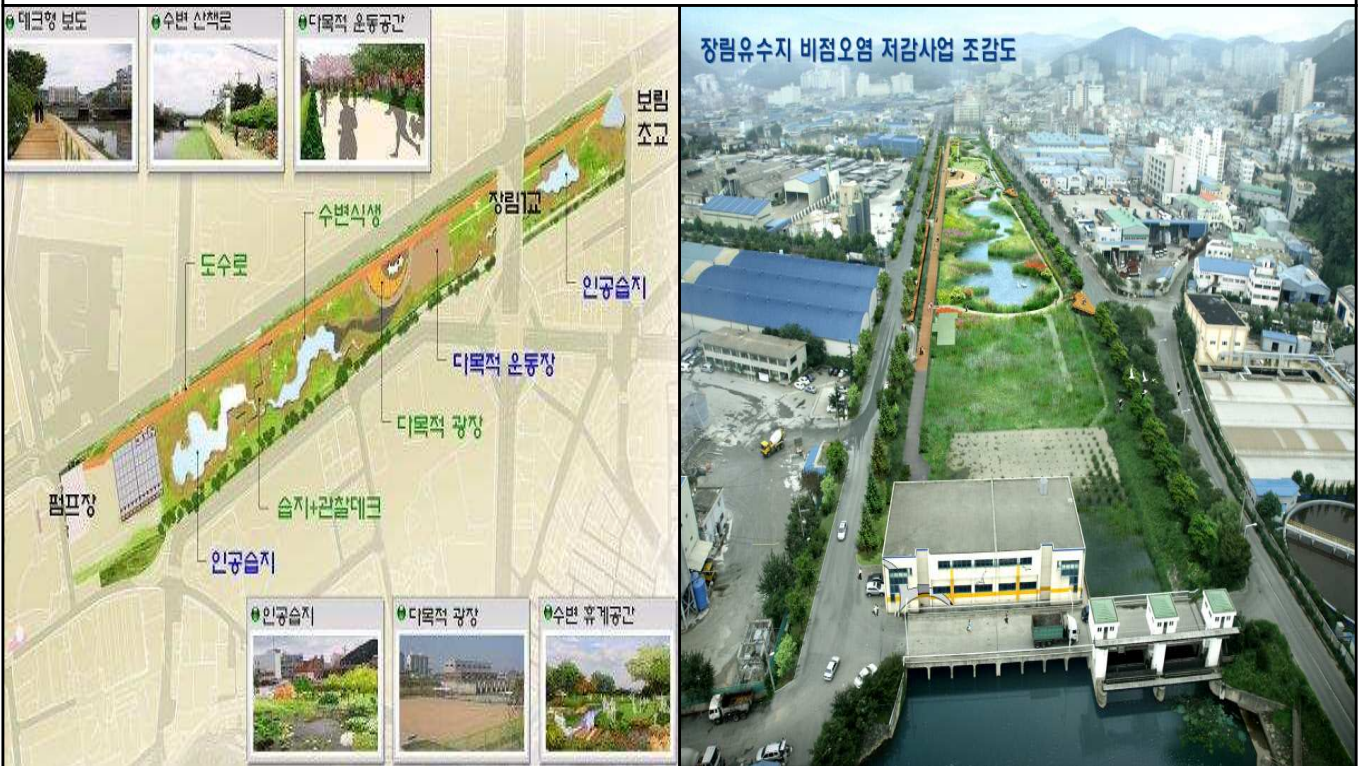 데크형 보도
수변 산책로
다목적 운동공간
보림
초교
장림1교
수변식생
도수로
인공습지
다목적 운동장
다목적 광장
습지+관찰데크
펌프장
인공습지
인공습지
다목적 광장
수변 휴게공간
장림유수지 비점오염 저감사업 조감도